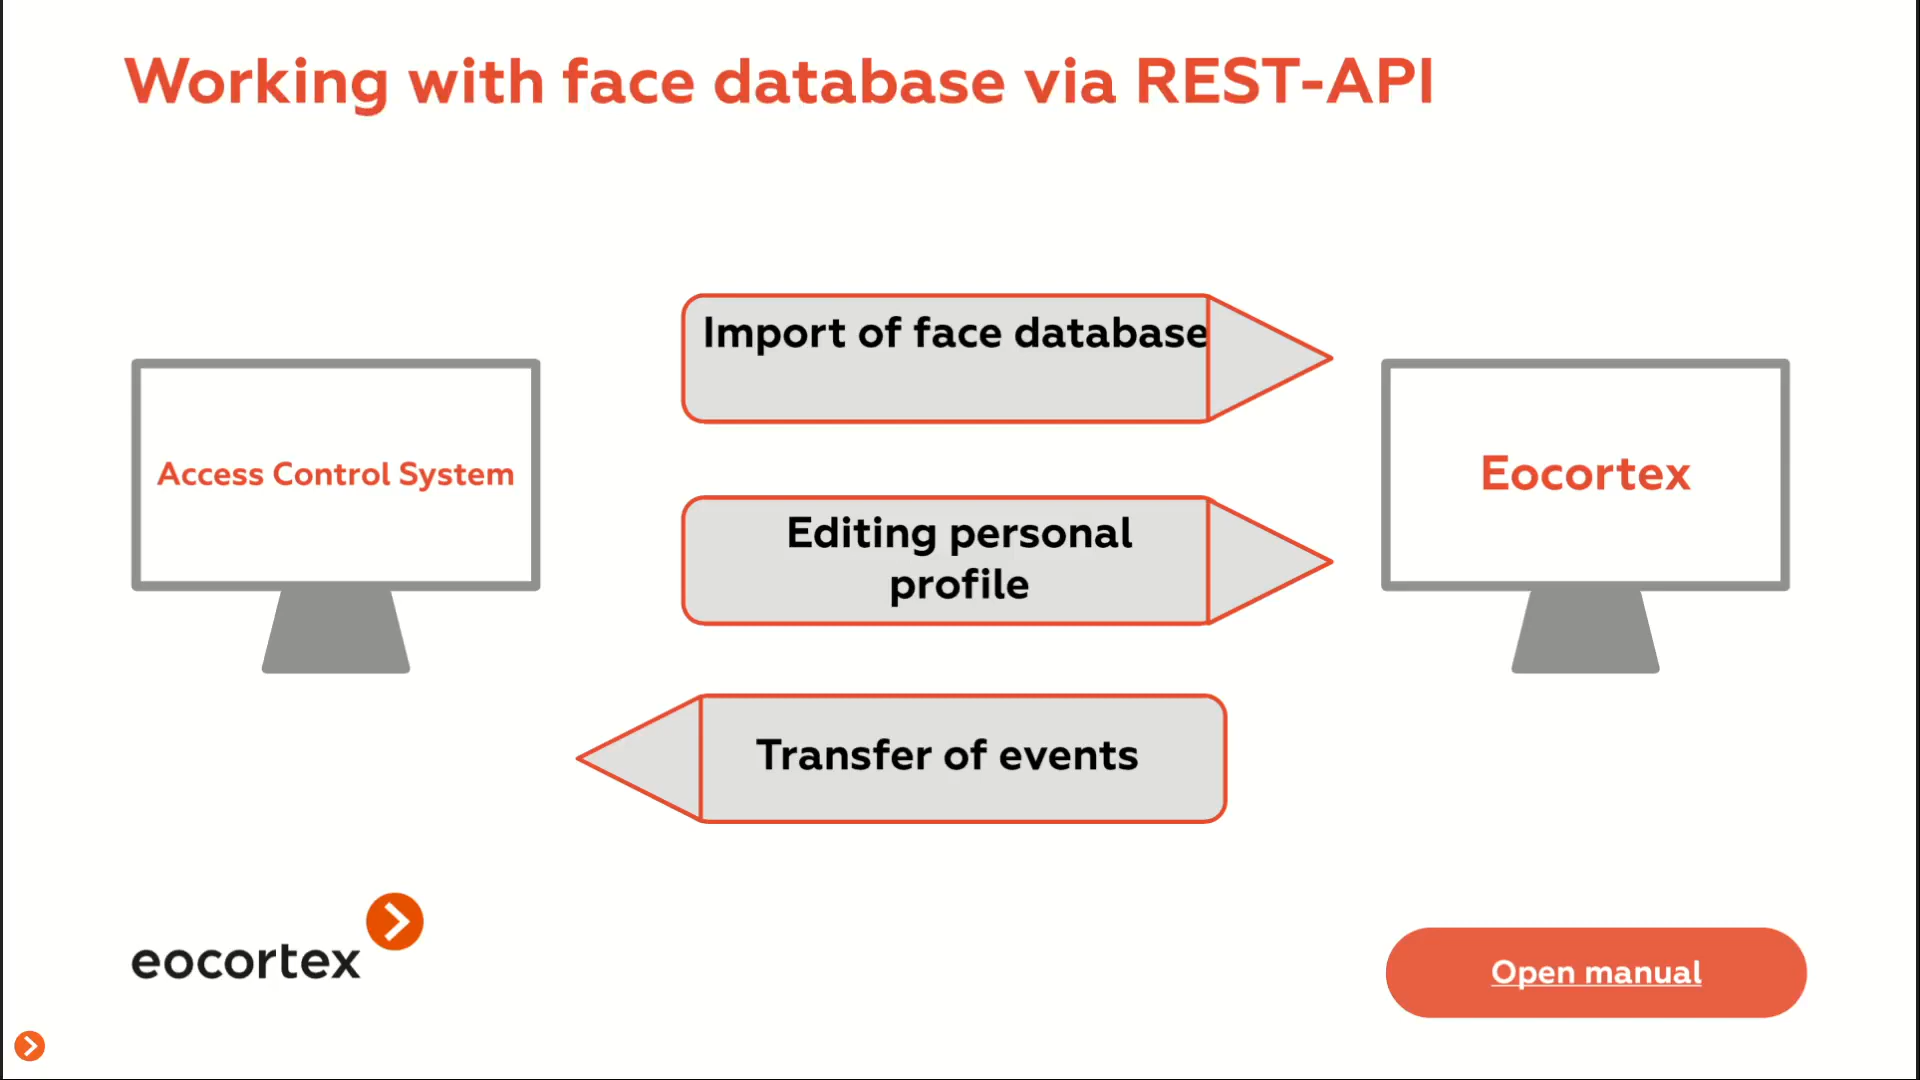 Working with face database via REST-API
Import of face database
Access Control System
Eocortex
Editing personal
profile
Transfer of events
eocortex
Open manual